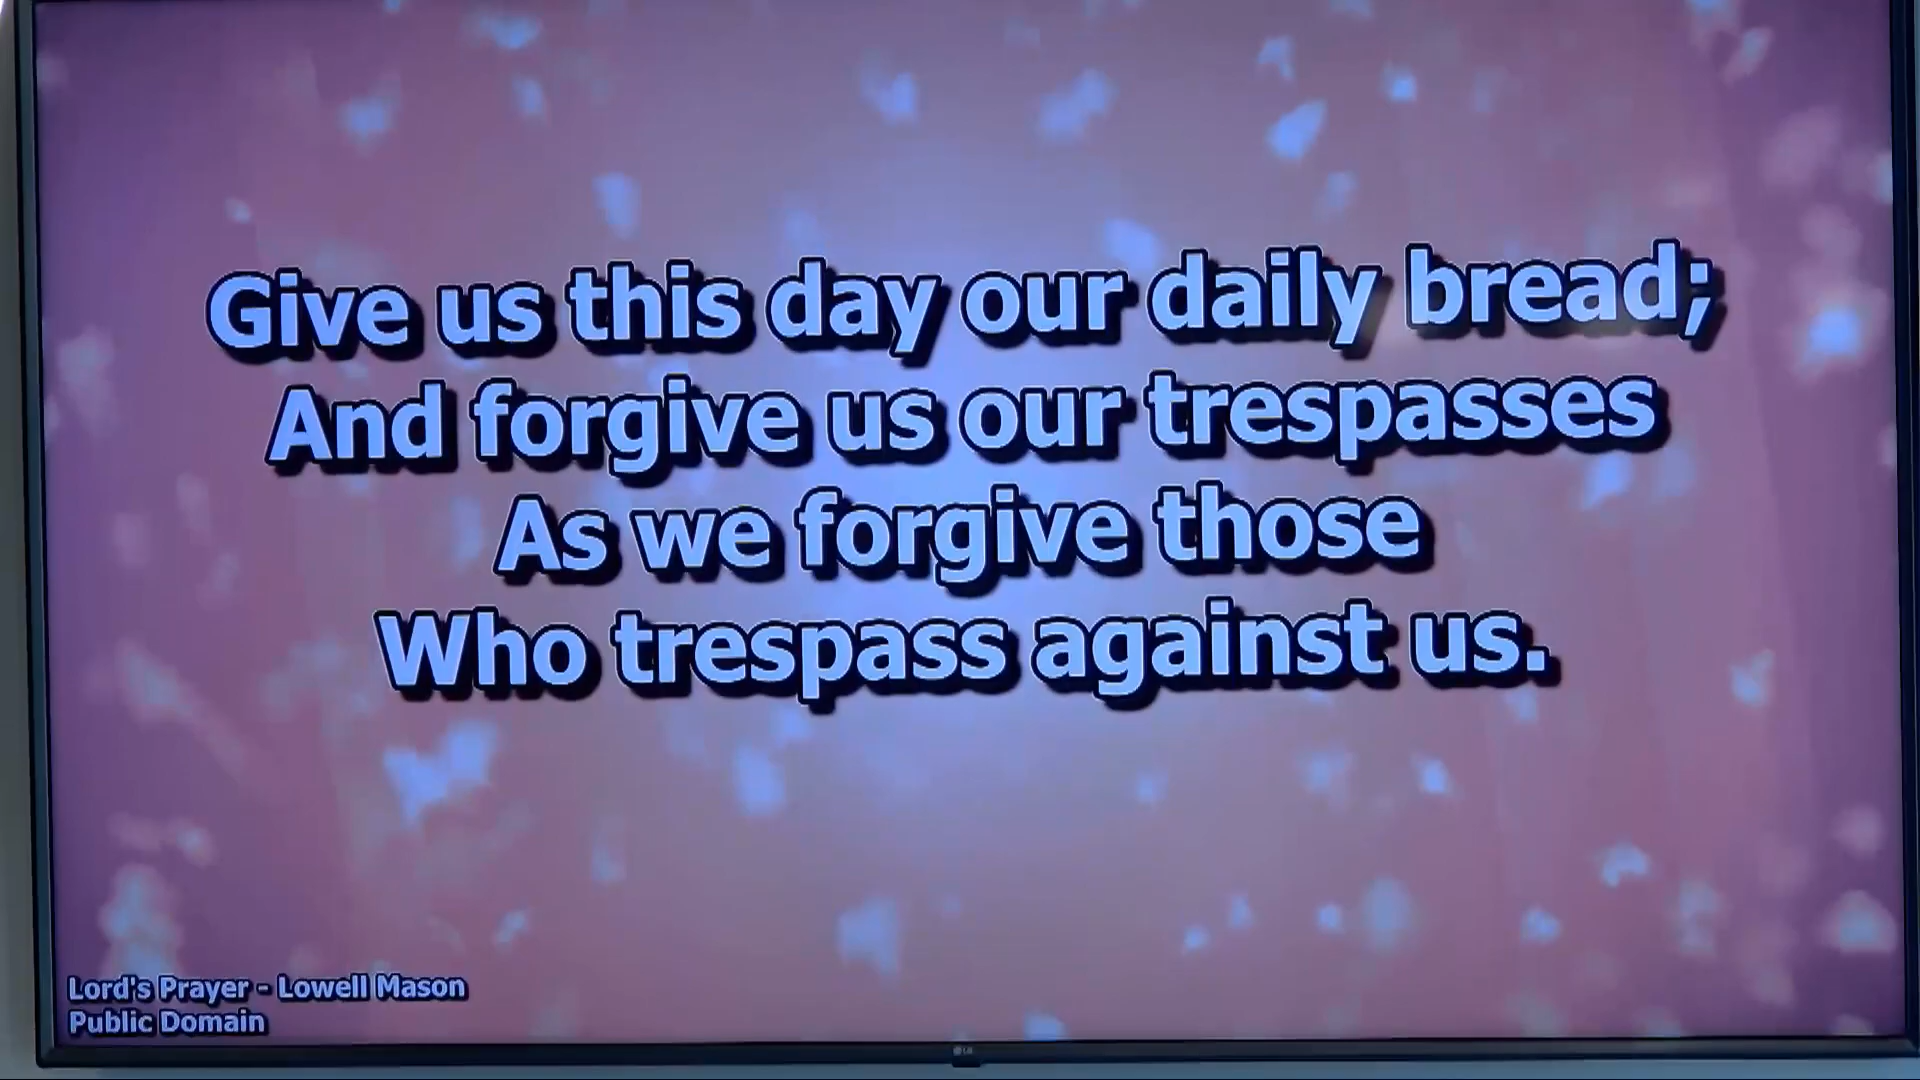 Give us this day our daily bread;
And forgive us our trespasses
As we forgive those
Who trespass against us.
Lord's Prayer - Lowell Mason
Public Domain
LG